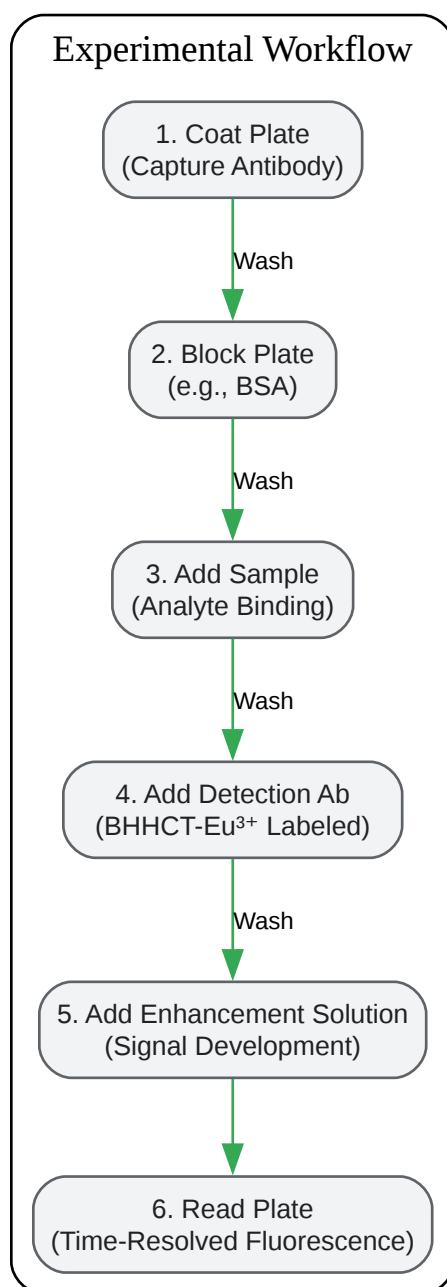 Experimental Workflow
1. Coat Plate
(Capture Antibody)
Wash
2. Block Plate
(e.g., BSA)
Wash
3. Add Sample
(Analyte Binding)
Wash
4. Add Detection Ab
(BHHCT-Eu³⁺ Labeled)
Wash
5. Add Enhancement Solution
(Signal Development)
6. Read Plate
(Time-Resolved Fluorescence)